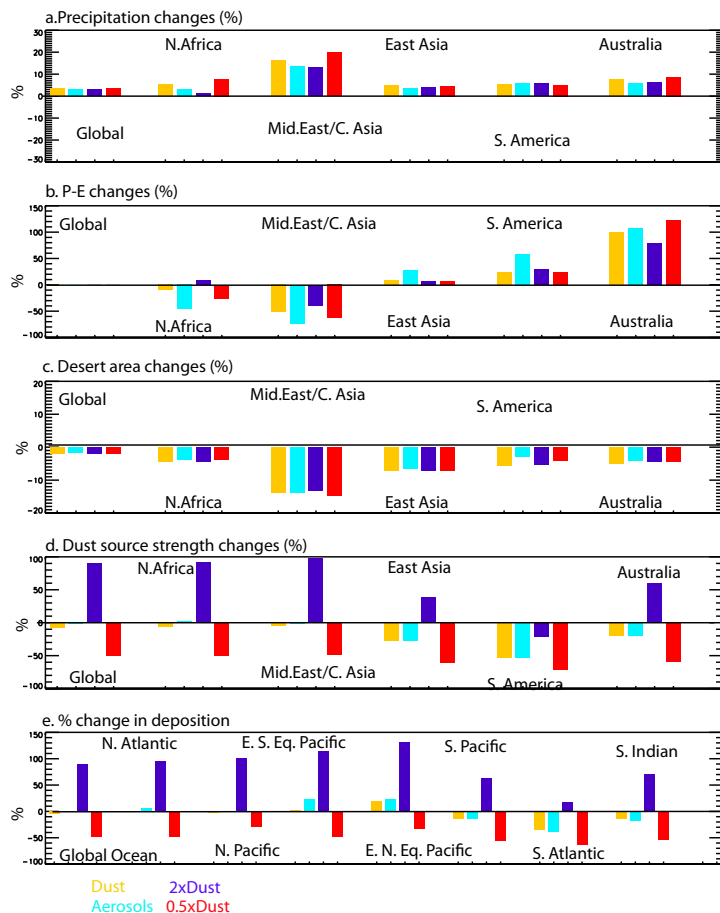 a.Precipitation changes (%)
30
N.Africa
East Asia
Australia
20
10
%
0
-10
Global
Mid.East/C. Asia
S. America
-20
-30
b. P-E changes (%)
150
Global
Mid.East/C. Asia
S. America
100
50
%
0
-50
N.Africa
East Asia
Australia
-100
c. Desert area changes (%)
20
Global
Mid.East/C. Asia
S. America
10
%
0
-10
N.Africa
East Asia
Australia
-20
d. Dust source strength changes (%)
100
N.Africa
East Asia
Australia
50
%
0
-50
Global
Mid.East/C. Asia
S. America
-100
e. % change in deposition
150
N. Atlantic
E. S. Eq. Pacific
S. Pacific
S. Indian
100
50
%
0
-50
Global Ocean
N. Pacific
E. N. Eq. Pacific
S. Atlantic
-100
Dust 2xDust
Aerosols 0.5xDust